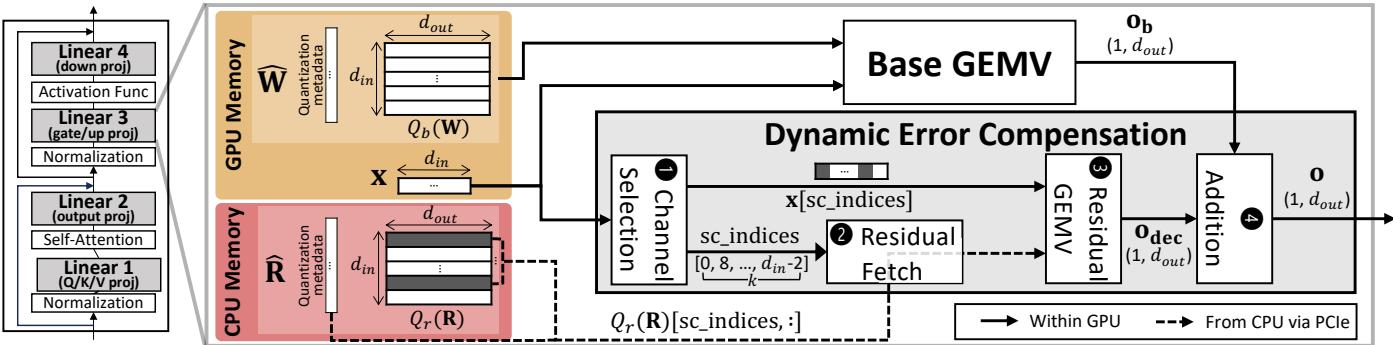 Linear 4
(down proj)
Activation Func
Linear 3
(gate/up proj)
Normalization
Linear 2
(output proj)
Self-Attention
Linear 1
(Q/K/V proj)
Normalization
GPU Memory
Ŵ
Quantization
metadata
...
d_out
d_in
...
Q_b(W)
x
d_in
...
CPU Memory
R̂
Quantization
metadata
...
d_out
d_in
...
Q_r(R)
Base GEMV
o_b
(1, d_out)
Dynamic Error Compensation
❶ Channel
Selection
...
x[sc_indices]
sc_indices
[0, 8, ..., d_in-2]
k
❷ Residual
Fetch
❸ Residual
GEMV
o_dec
(1, d_out)
❹
Addition
o
(1, d_out)
Q_r(R)[sc_indices, :]
Within GPU
From CPU via PCIe